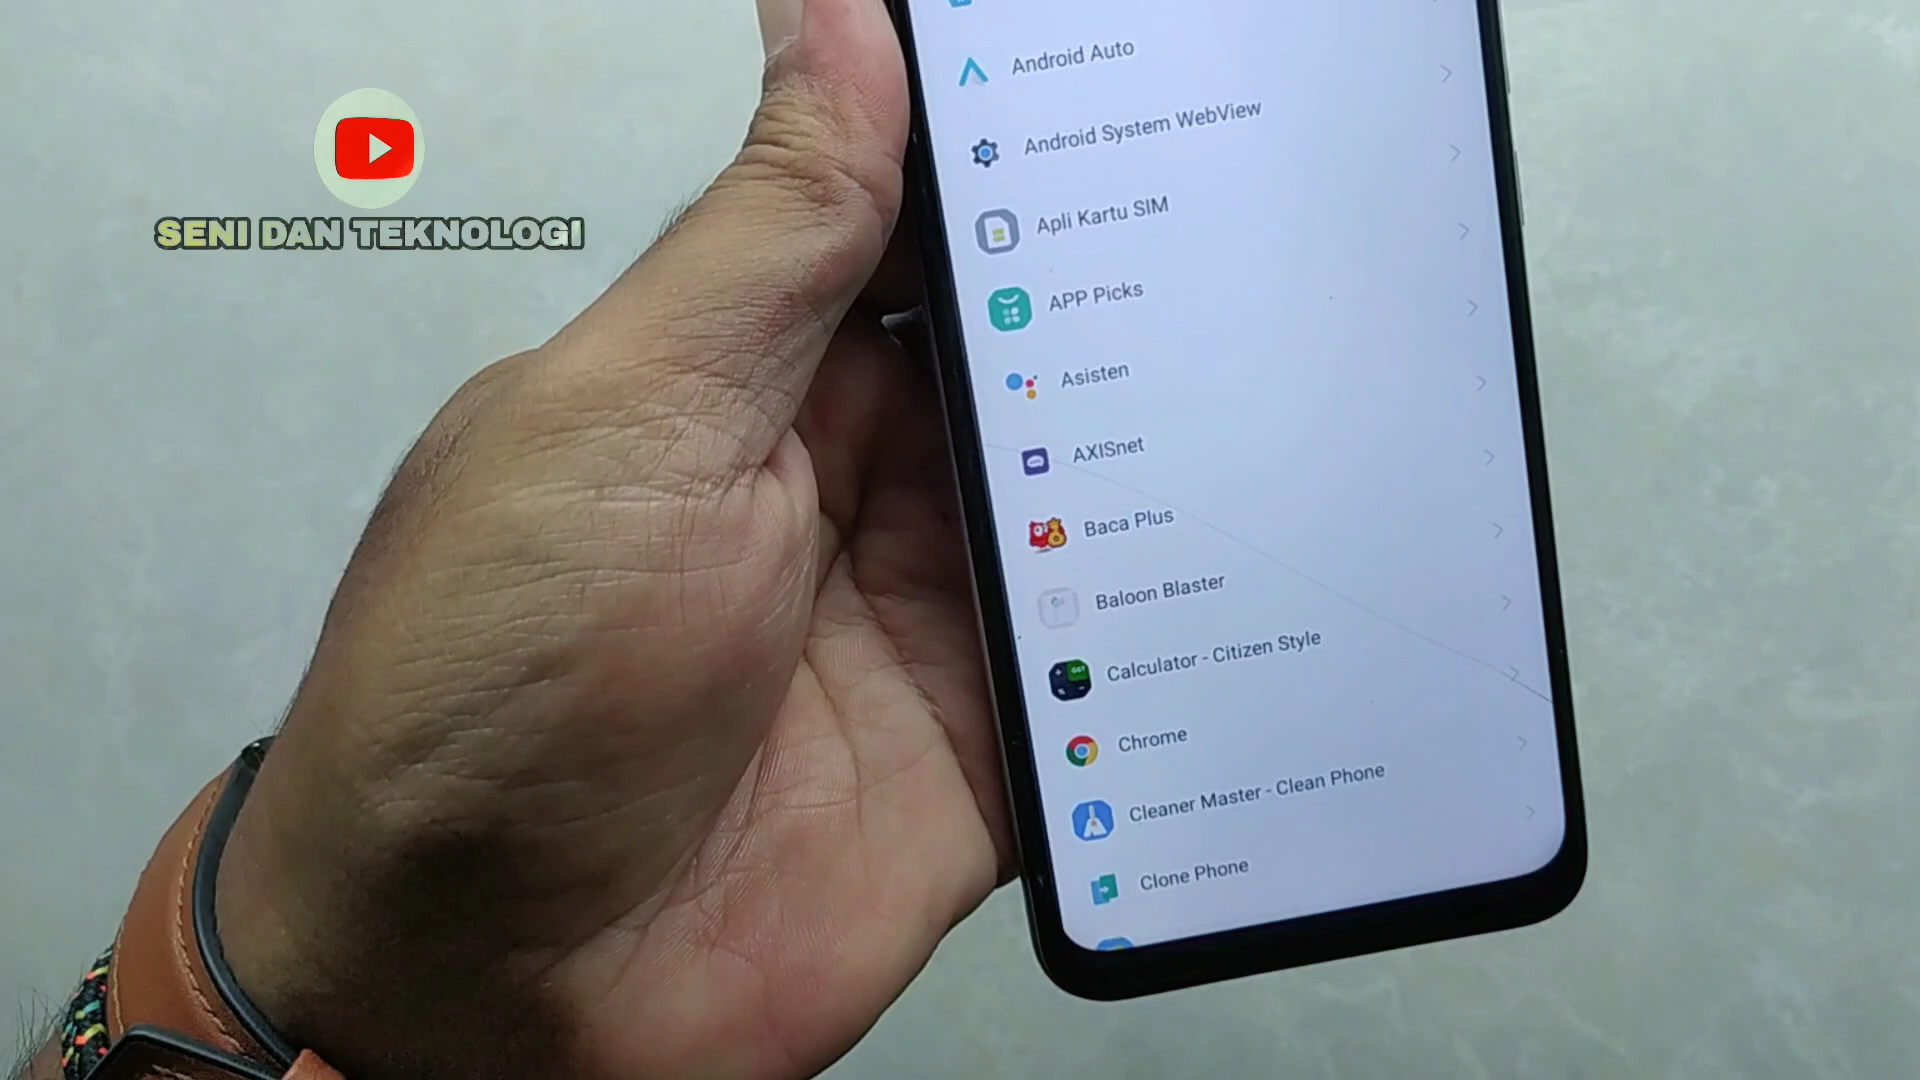 SENI DAN TEKNOLOGI
Android Auto
Android System WebView
Apli Kartu SIM
APP Picks
Asisten
AXISnet
Baca Plus
Baloon Blaster
Calculator - Citizen Style
Chrome
Cleaner Master - Clean Phone
Clone Phone